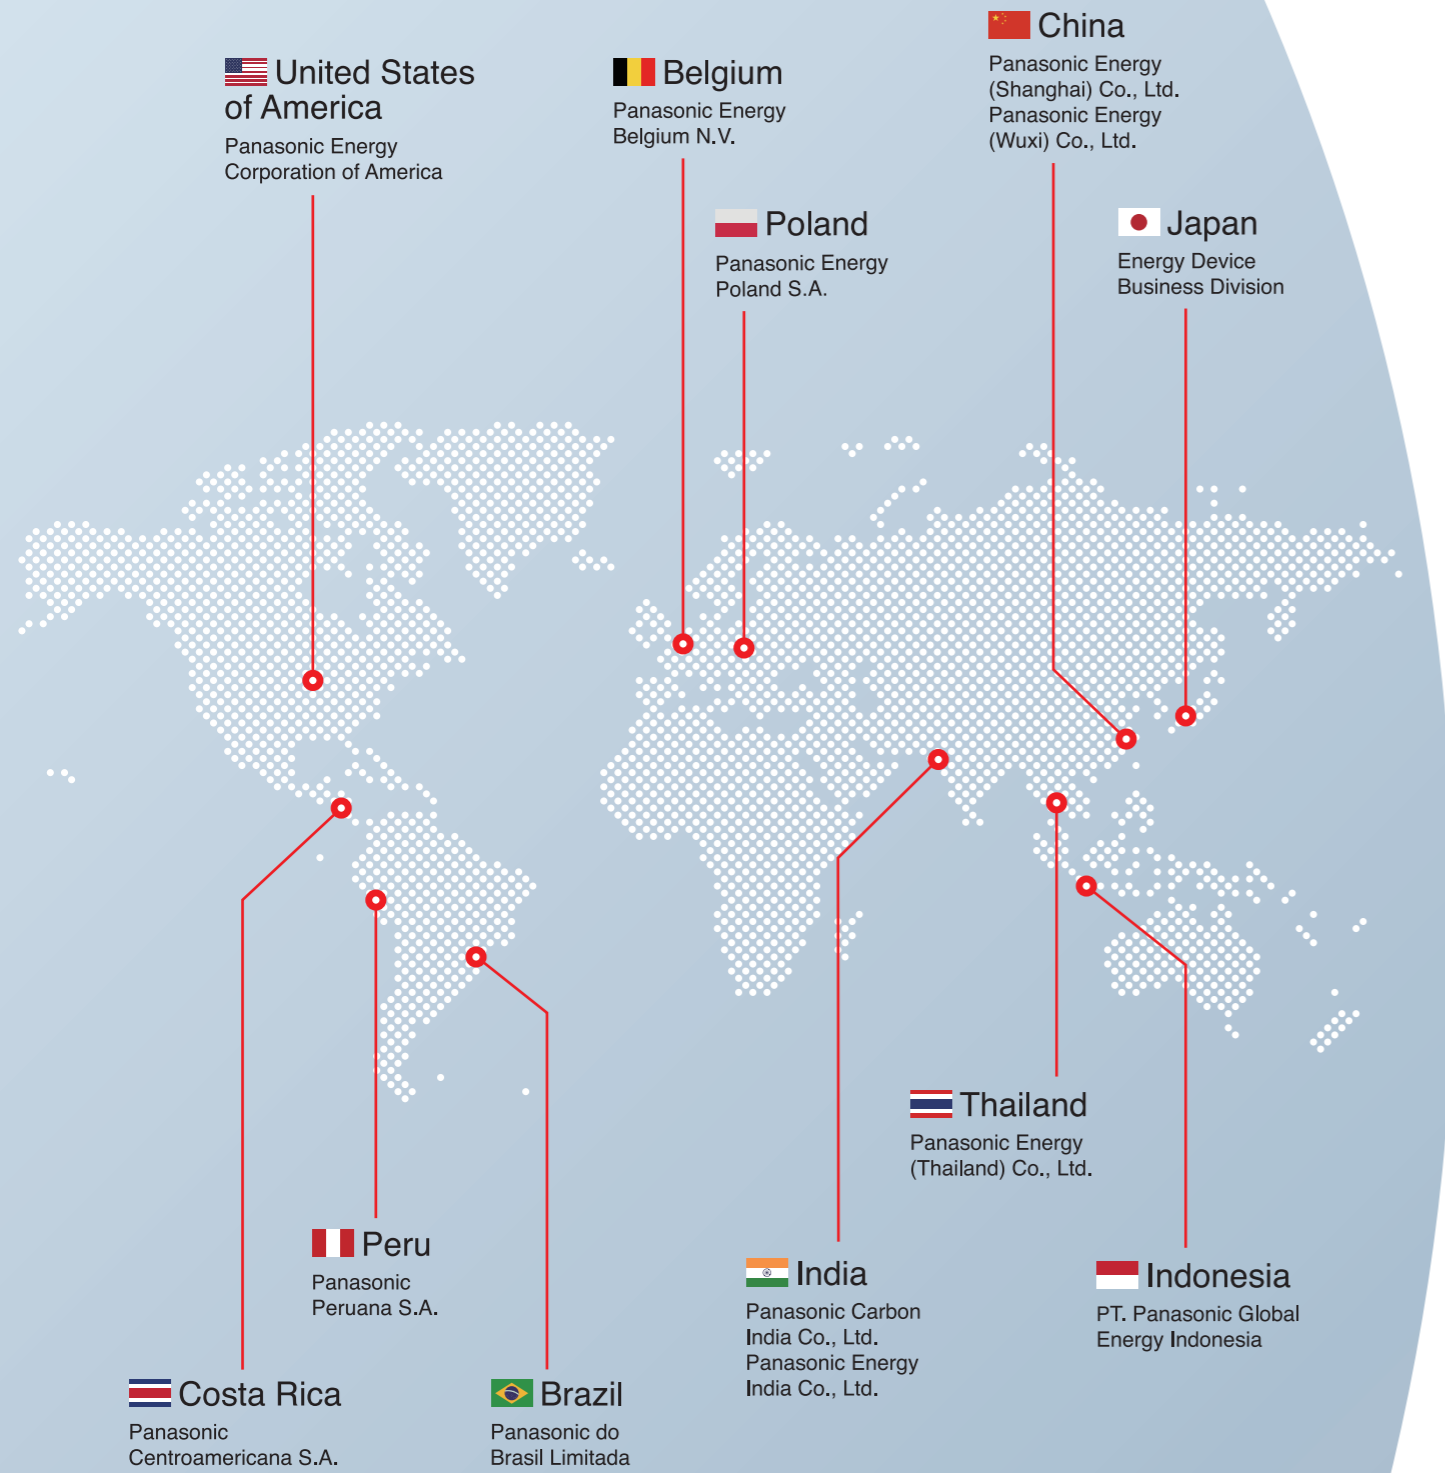 United States
of America
Panasonic Energy
Corporation of America
Belgium
Panasonic Energy
Belgium N.V.
China
Panasonic Energy
(Shanghai) Co., Ltd.
Panasonic Energy
(Wuxi) Co., Ltd.
Poland
Panasonic Energy
Poland S.A.
Japan
Energy Device
Business Division
Thailand
Panasonic Energy
(Thailand) Co., Ltd.
Peru
Panasonic
Peruana S.A.
India
Panasonic Carbon
India Co., Ltd.
Panasonic Energy
India Co., Ltd.
Indonesia
PT. Panasonic Global
Energy Indonesia
Costa Rica
Panasonic
Centroamericana S.A.
Brazil
Panasonic do
Brasil Limitada